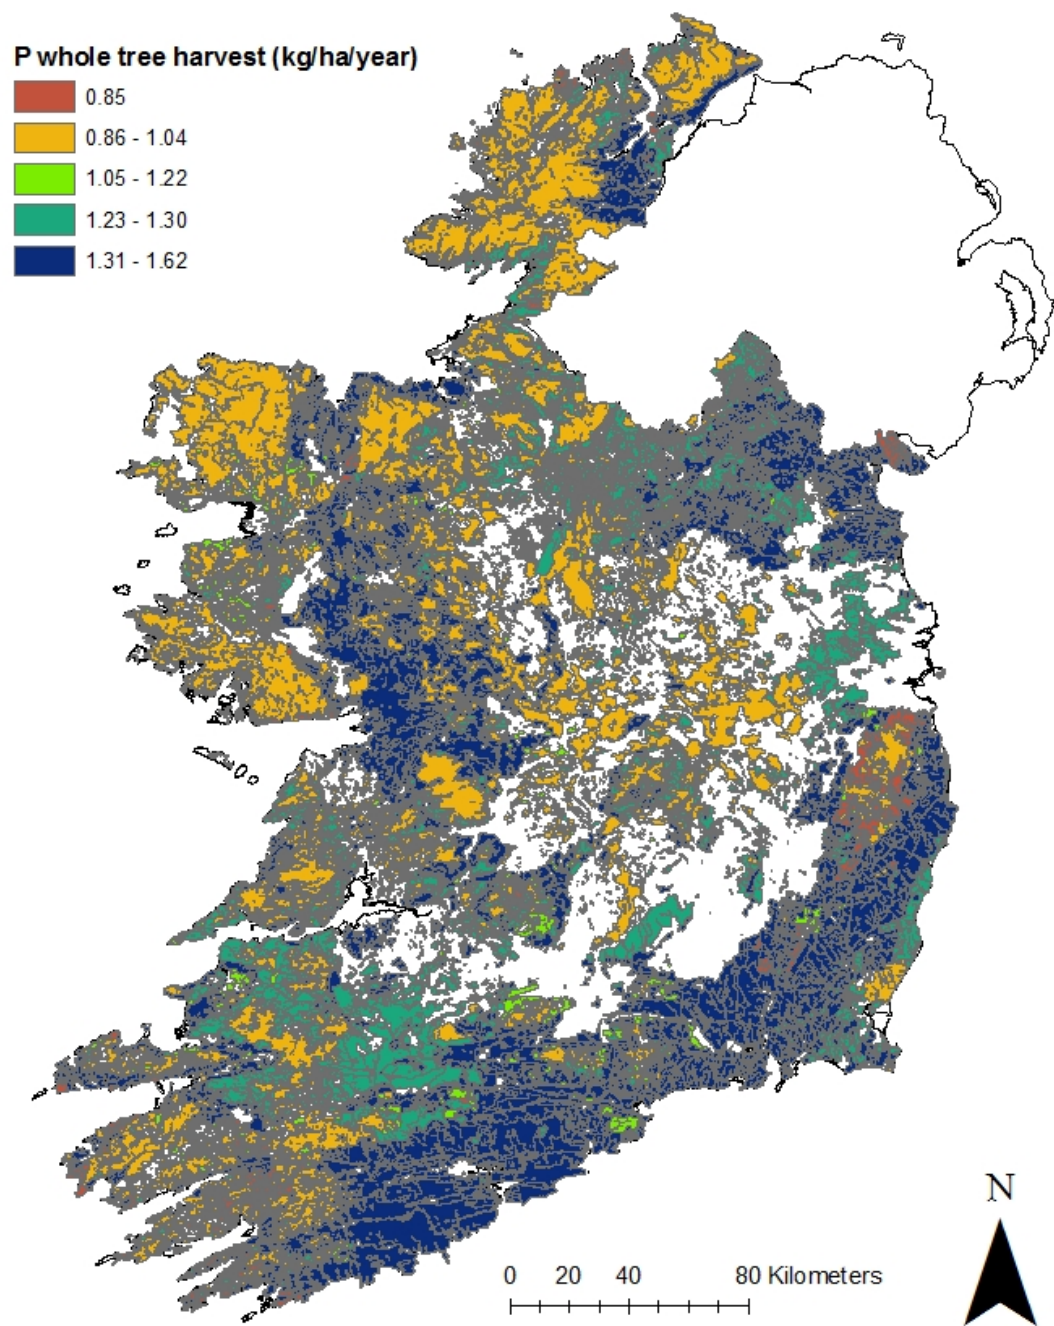 P whole tree harvest (kg/ha/year)
0.85
0.86 - 1.04
1.05 - 1.22
1.23 - 1.30
1.31 - 1.62
N
0 20 40 80 Kilometers